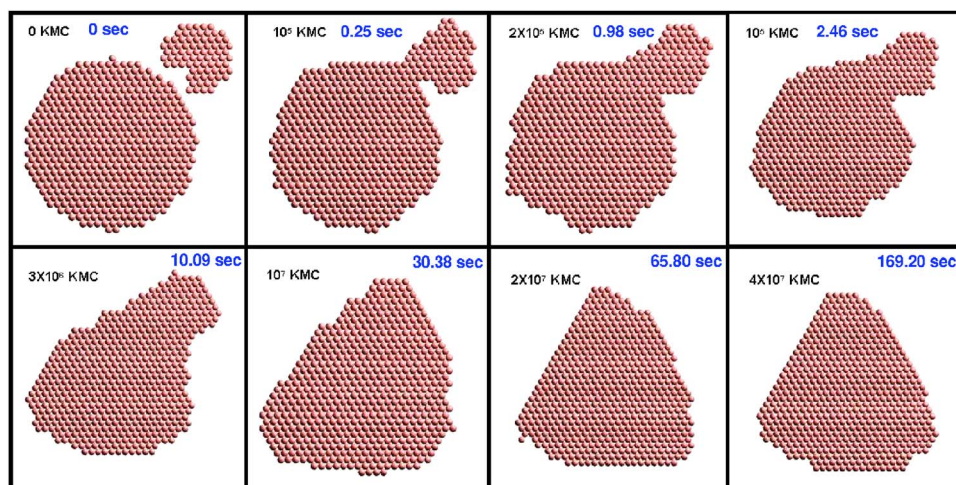 0 KMC 0 sec
10⁵ KMC 0.25 sec
2X10⁵ KMC 0.98 sec
10⁶ KMC 2.46 sec
10.09 sec
3X10⁶ KMC
30.38 sec
10⁷ KMC
65.80 sec
2X10⁷ KMC
169.20 sec
4X10⁷ KMC